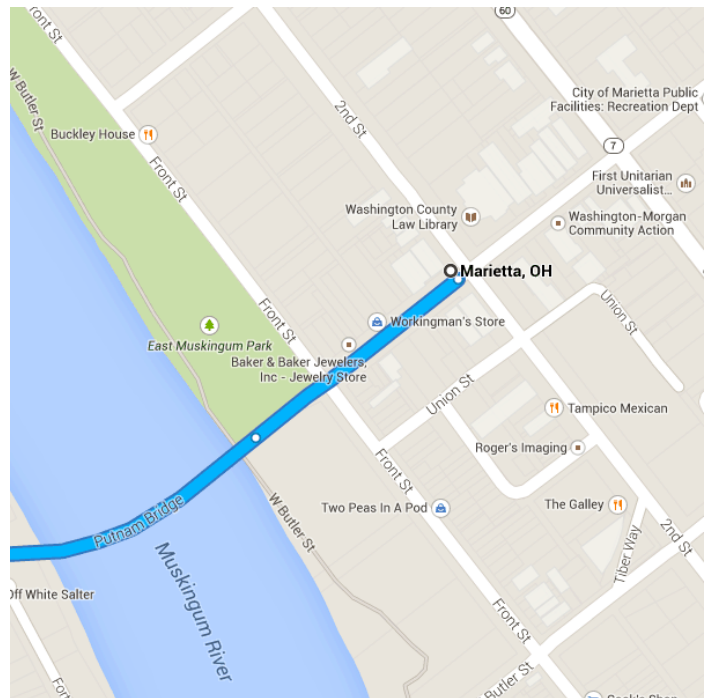 Front St
60
W Butler St
2nd St
City of Marietta Public
Facilities: Recreation Dept
Buckley House
7
Front St
First Unitarian
Universalist...
Washington County
Law Library
Washington-Morgan
Community Action
Marietta, OH
Union St
Workingman's Store
East Muskingum Park
Baker & Baker Jewelers,
Inc - Jewelry Store
Front St
Union St
Tampico Mexican
Roger's Imaging
Front St
The Galley
Two Peas In A Pod
Putnam Bridge
W Butler St
2nd St
Tiber Way
Muskingum River
Off White Salter
Front St
Butler St